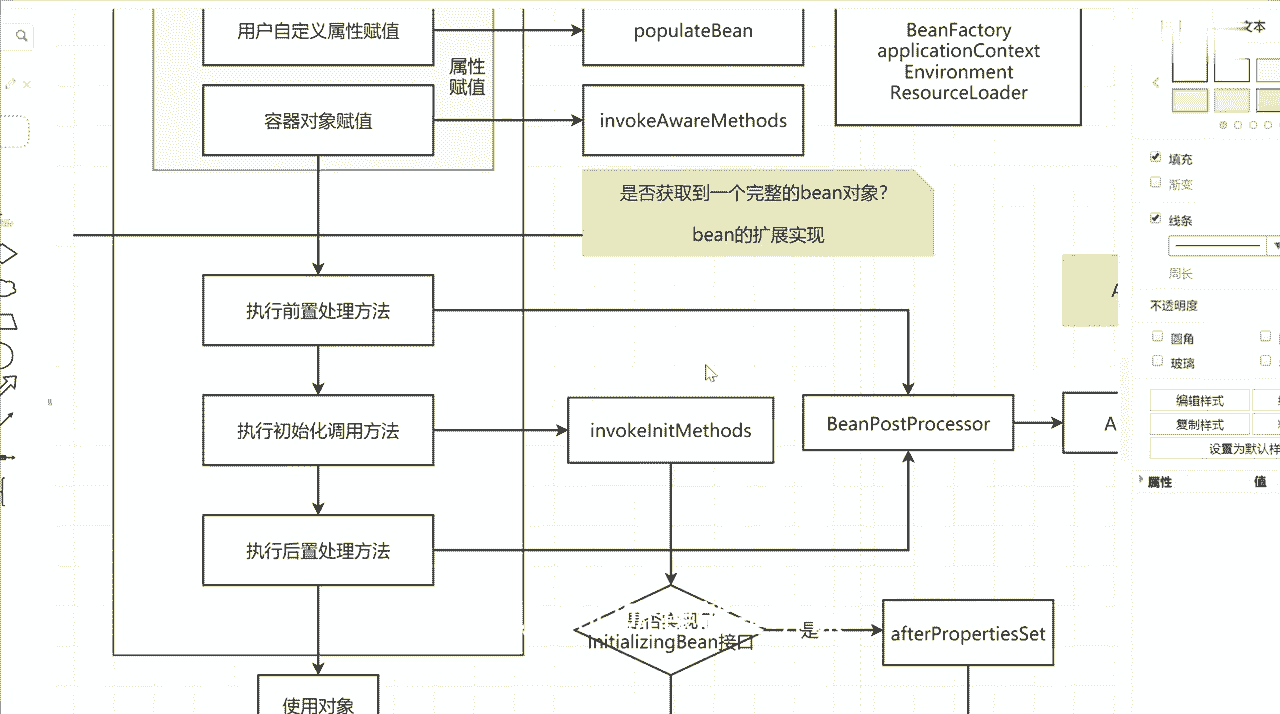 用户自定义属性赋值
populateBean
BeanFactory
applicationContext
Environment
ResourceLoader
文本
属性
赋值
容器对象赋值
invokeAwareMethods
填充
渐变
是否获取到一个完整的bean对象?
bean的扩展实现
线条
周长
不透明度
执行前置处理方法
圆角
玻璃
执行初始化调用方法
invokeInitMethods
BeanPostProcessor
编辑样式
复制样式
设置为默认样
属性
值
执行后置处理方法
InitializingBean接口
是
afterPropertiesSet
使用对象